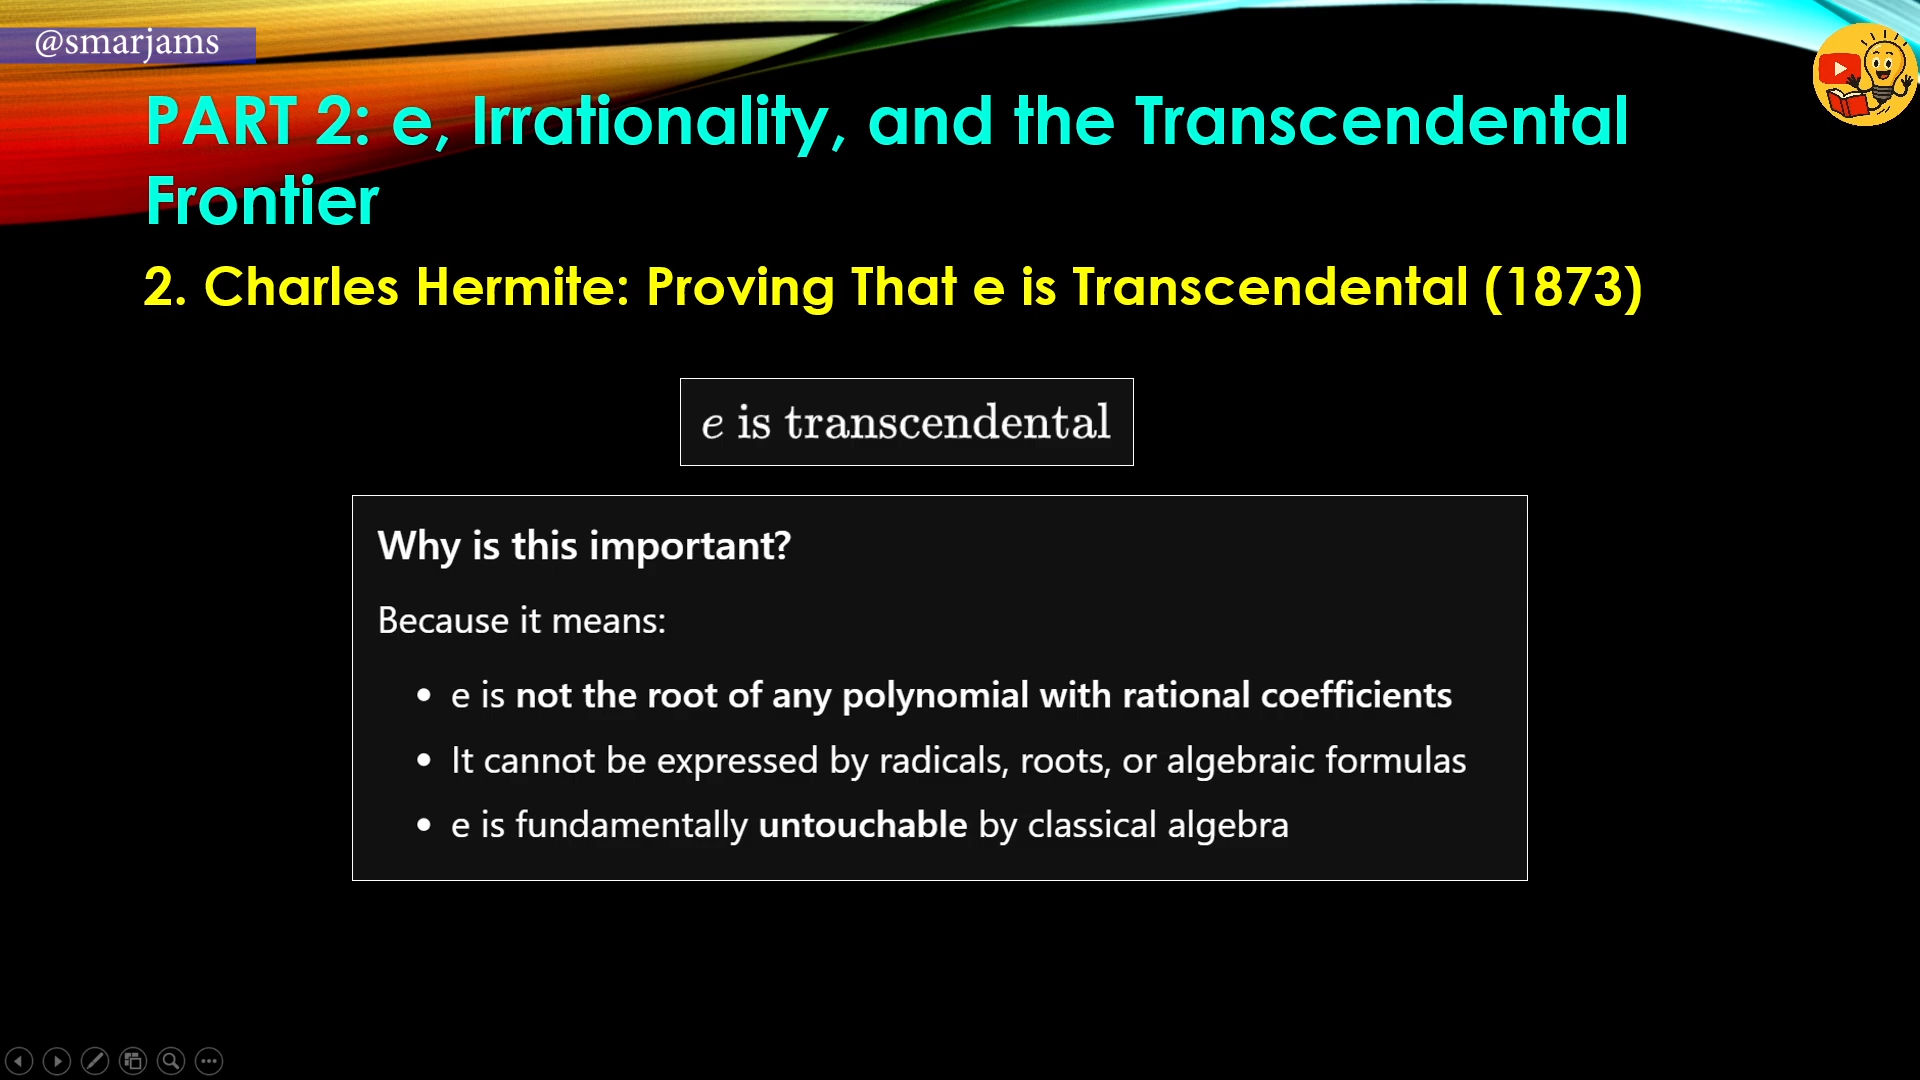 @smarjams
PART 2: e, Irrationality, and the Transcendental
Frontier
2. Charles Hermite: Proving That e is Transcendental (1873)
e is transcendental
Why is this important?
Because it means:
• e is not the root of any polynomial with rational coefficients
• It cannot be expressed by radicals, roots, or algebraic formulas
• e is fundamentally untouchable by classical algebra